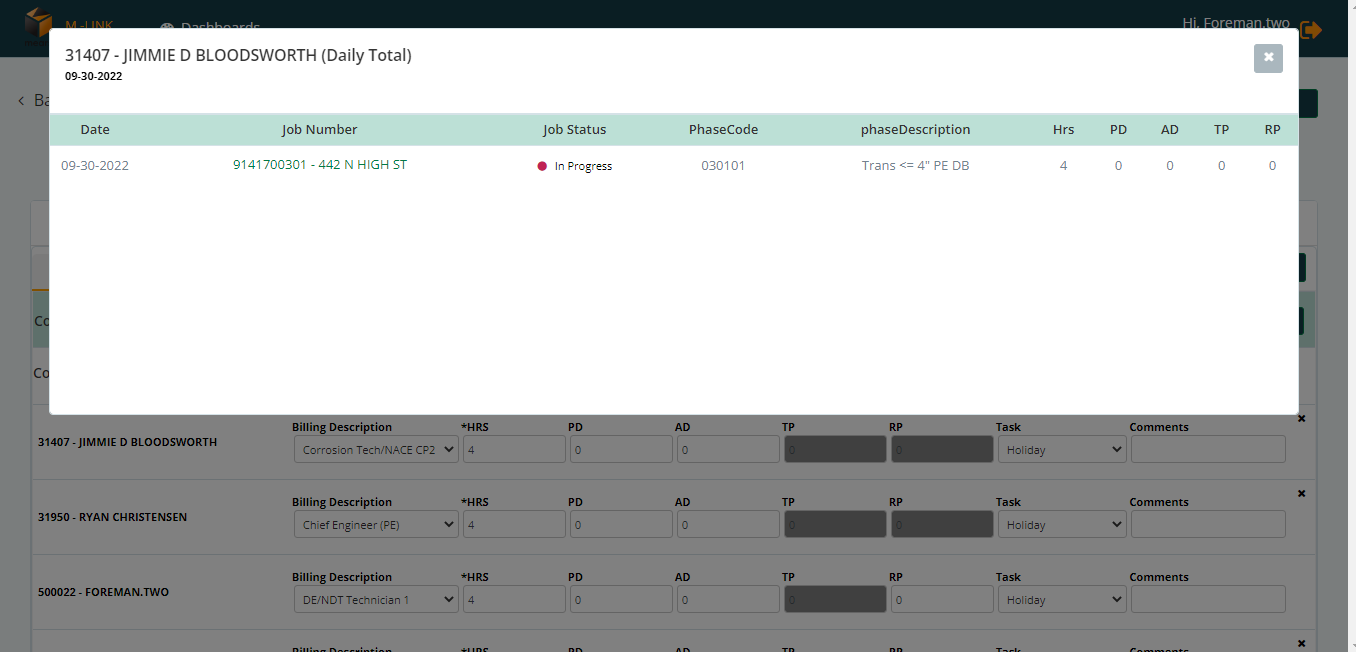 M -LINK
Dashboards
Hi, Foreman.two
31407 - JIMMIE D BLOODSWORTH (Daily Total)
09-30-2022
Ba
Date Job Number Job Status PhaseCode phaseDescription Hrs PD AD TP RP
09-30-2022 9141700301 - 442 N HIGH ST In Progress 030101 Trans <= 4" PE DB 4 0 0 0 0
Co
Co
Billing Description *HRS PD AD TP RP Task Comments
31407 - JIMMIE D BLOODSWORTH Corrosion Tech/NACE CP2 4 0 0 0 0 Holiday
Billing Description *HRS PD AD TP RP Task Comments
31950 - RYAN CHRISTENSEN Chief Engineer (PE) 4 0 0 0 0 Holiday
Billing Description *HRS PD AD TP RP Task Comments
500022 - FOREMAN.TWO DE/NDT Technician 1 4 0 0 0 0 Holiday
Billing Description *HRS PD AD TP RP Task Comments